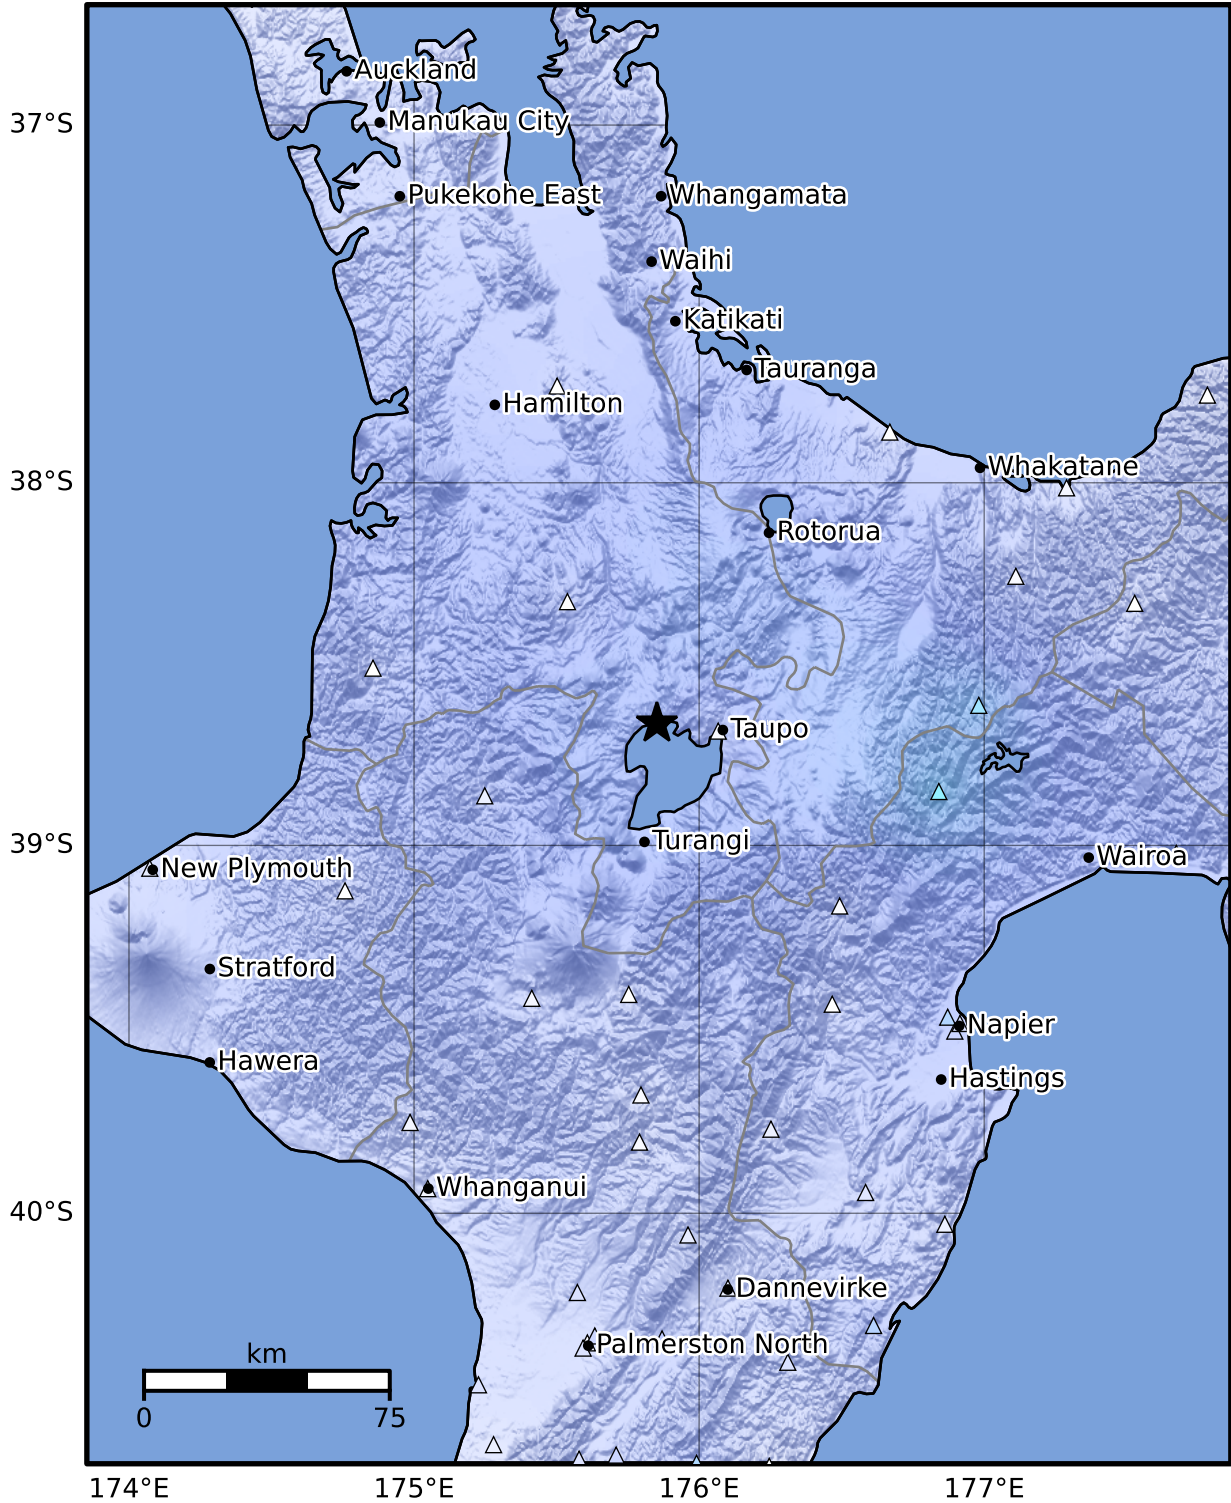 Auckland
37°S
Manukau City
Pukekohe East
Whangamata
Waihi
Katikati
Tauranga
Hamilton
Whakatane
38°S
Rotorua
Taupo
Turangi
39°S
Wairoa
New Plymouth
Stratford
Napier
Hawera
Hastings
Whanganui
40°S
Dannevirke
Palmerston North
km
0 75
174°E 175°E 176°E 177°E